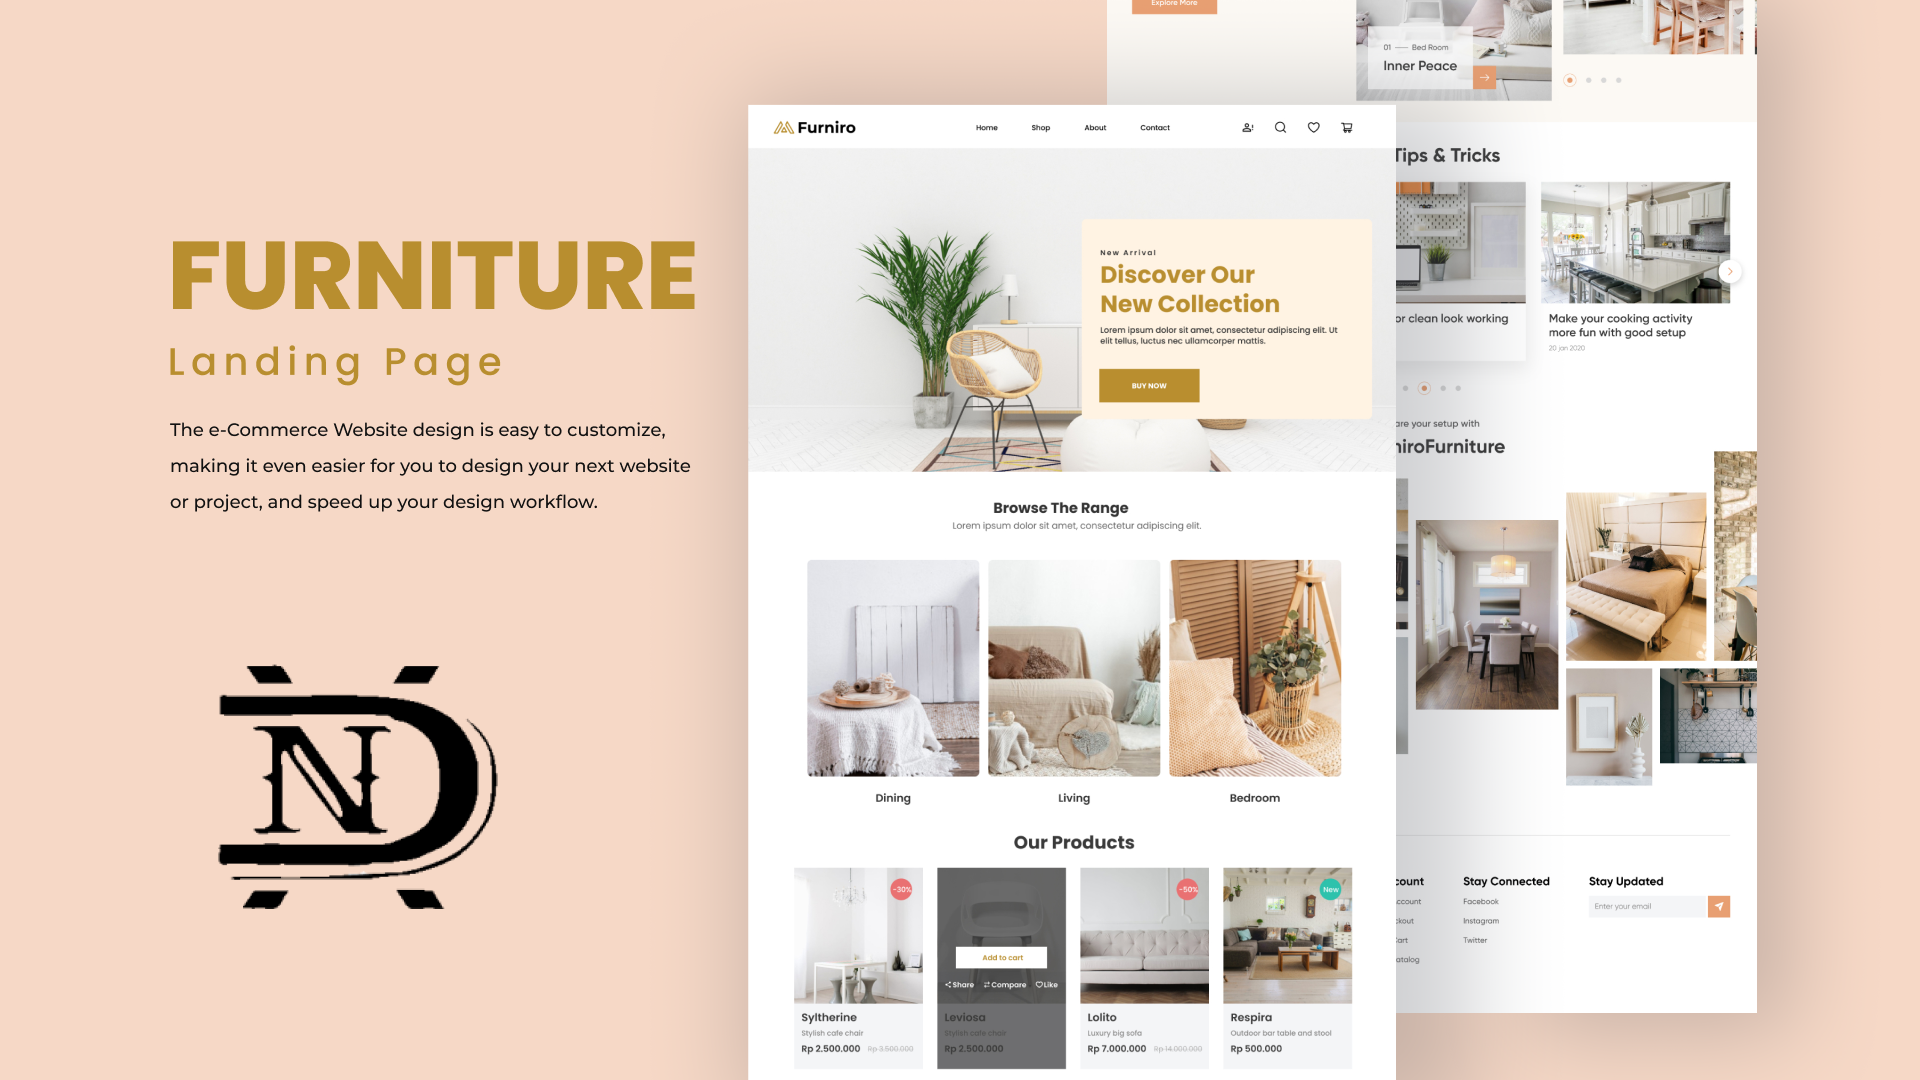 FURNITURE
Landing Page
The e-Commerce Website design is easy to customize,
making it even easier for you to design your next website
or project, and speed up your design workflow.
ND
Furniro
Home Shop About Contact
New Arrival
Discover Our
New Collection
Lorem ipsum dolor sit amet, consectetur adipiscing elit. Ut
elit tellus, luctus nec ullamcorper mattis.
BUY NOW
Browse The Range
Lorem ipsum dolor sit amet, consectetur adipiscing elit.
Dining
Living
Bedroom
Our Products
-30%
Syltherine
Stylish cafe chair
Rp 2.500.000 Rp 3.500.000
Add to cart
Share Compare Like
Leviosa
Stylish cafe chair
Rp 2.500.000
-50%
Lolito
Luxury big sofa
Rp 7.000.000 Rp 14.000.000
New
Respira
Outdoor bar table and stool
Rp 500.000
Explore More
01 Bed Room
Inner Peace
Tips & Tricks
or clean look working
Make your cooking activity
more fun with good setup
20 jan 2020
are your setup with
niroFurniture
count
ccount
ckout
Cart
atalog
Stay Connected
Facebook
Instagram
Twitter
Stay Updated
Enter your email